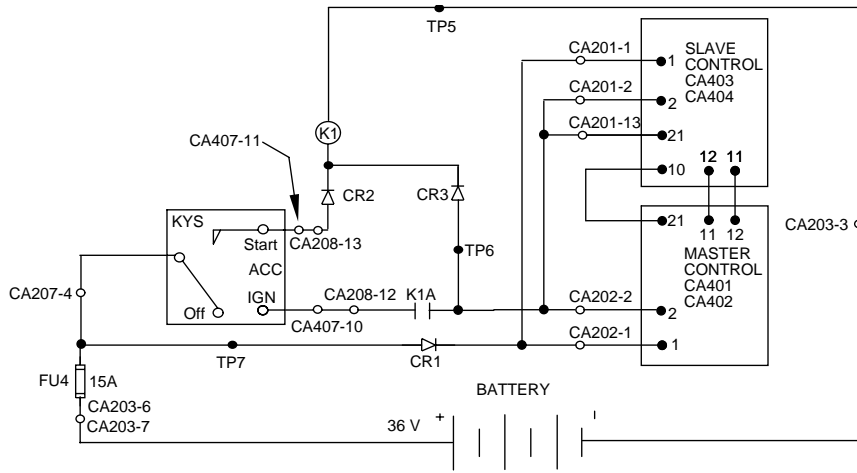 TP5
CA201-1
1
SLAVE
CONTROL
CA403
CA404
CA201-2
2
CA201-13
21
K1
CA407-11
12 11
10
CR2
CR3
KYS
Start
CA208-13
21
11 12
CA203-3
ACC
TP6
MASTER
CONTROL
CA401
CA402
CA207-4
IGN
CA208-12
K1A
CA202-2
Off
CA407-10
2
CA202-1
1
TP7
CR1
FU4
15A
BATTERY
CA203-6
CA203-7
36 V
+
-